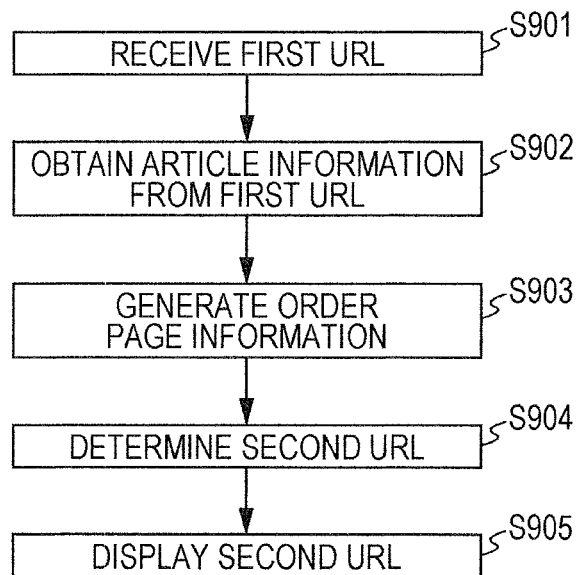 S901
RECEIVE FIRST URL
S902
OBTAIN ARTICLE INFORMATION
FROM FIRST URL
S903
GENERATE ORDER
PAGE INFORMATION
S904
DETERMINE SECOND URL
S905
DISPLAY SECOND URL